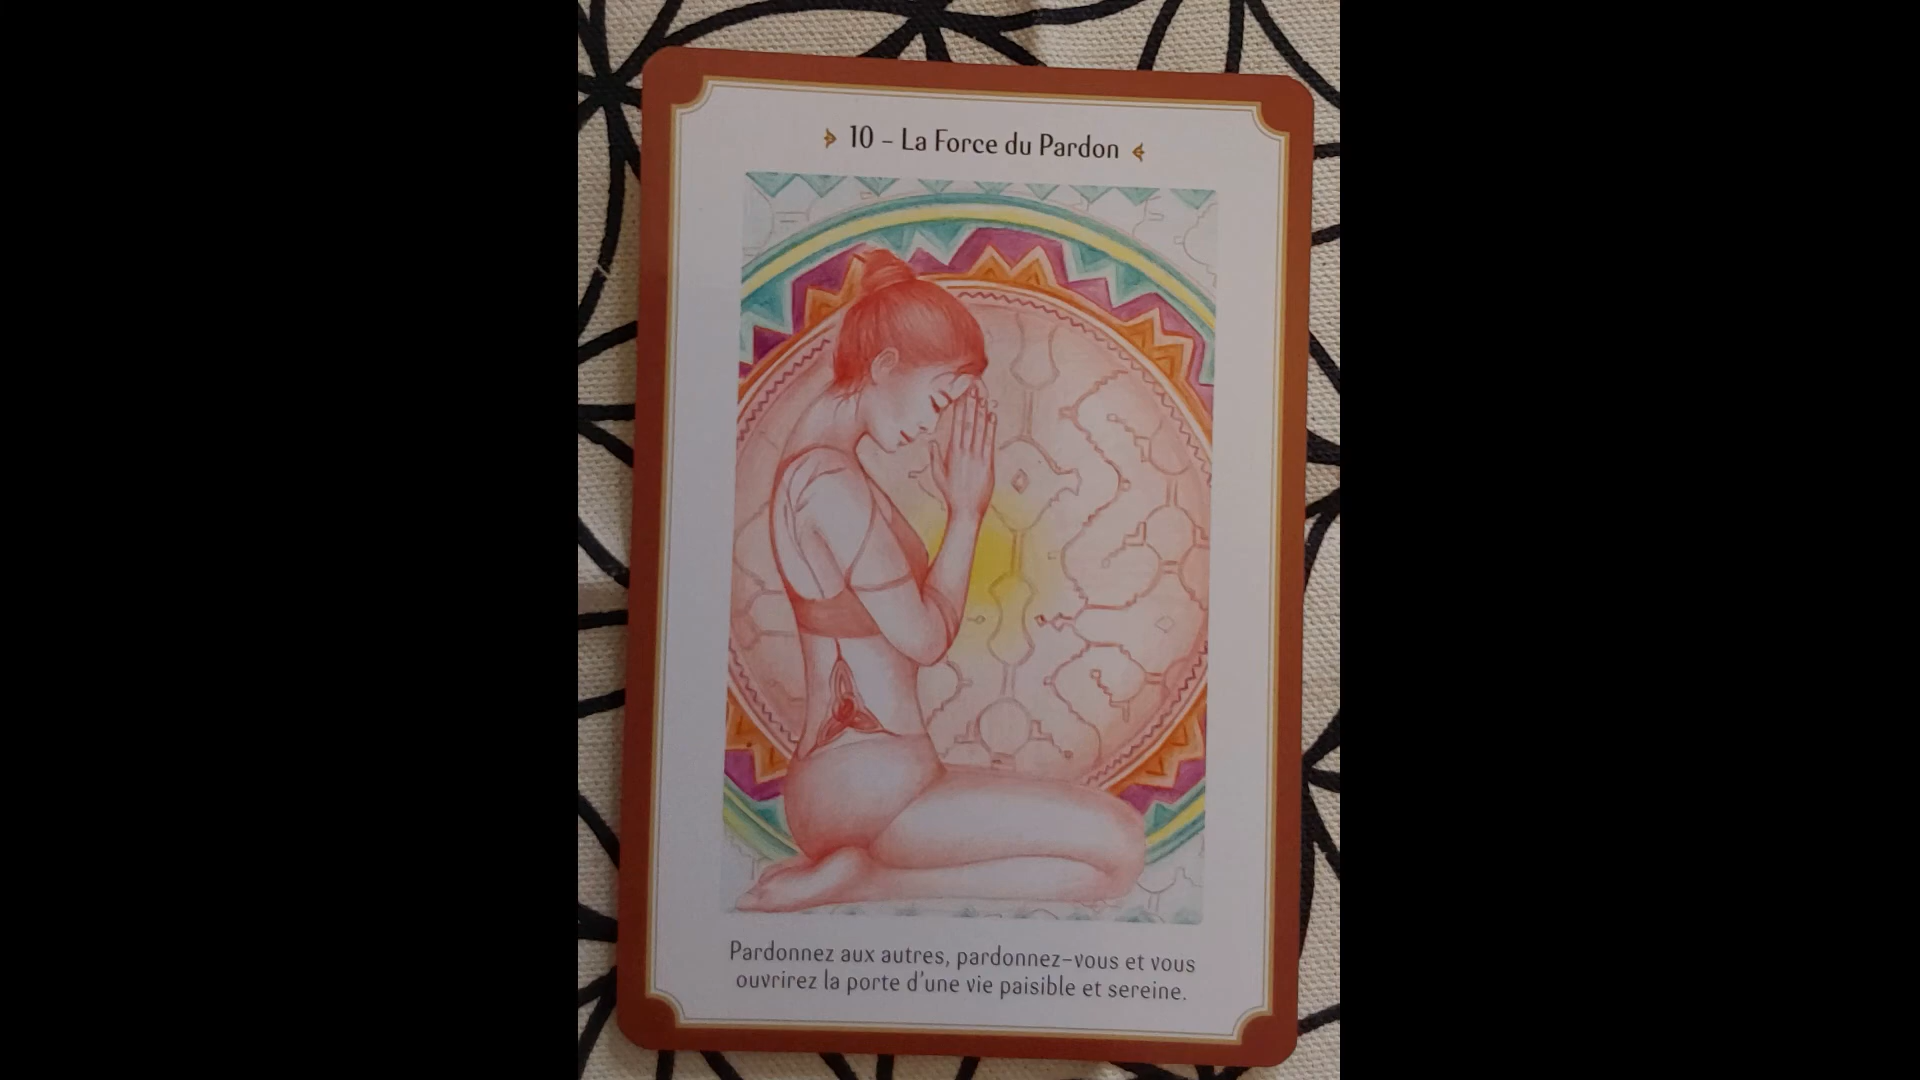 10 – La Force du Pardon
Pardonnez aux autres, pardonnez-vous et vous
ouvrirez la porte d'une vie paisible et sereine.